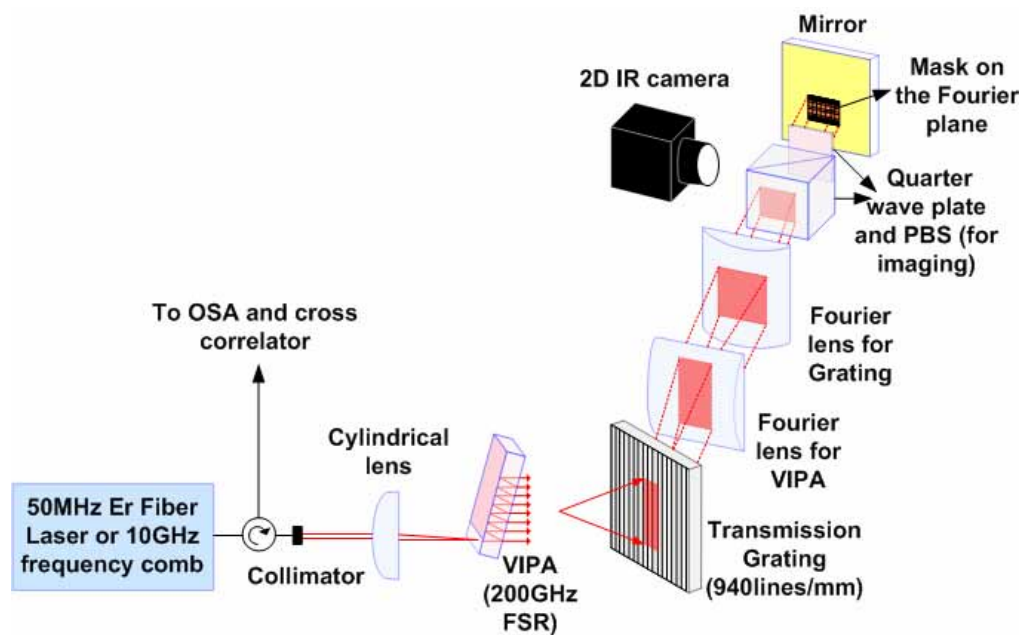 Mirror
2D IR camera
Mask on
the Fourier
plane
Quarter
wave plate
and PBS (for
imaging)
To OSA and cross
correlator
Fourier
lens for
Grating
Cylindrical
lens
Fourier
lens for
VIPA
50MHz Er Fiber
Laser or 10GHz
frequency comb
Collimator
VIPA
(200GHz
FSR)
Transmission
Grating
(940lines/mm)